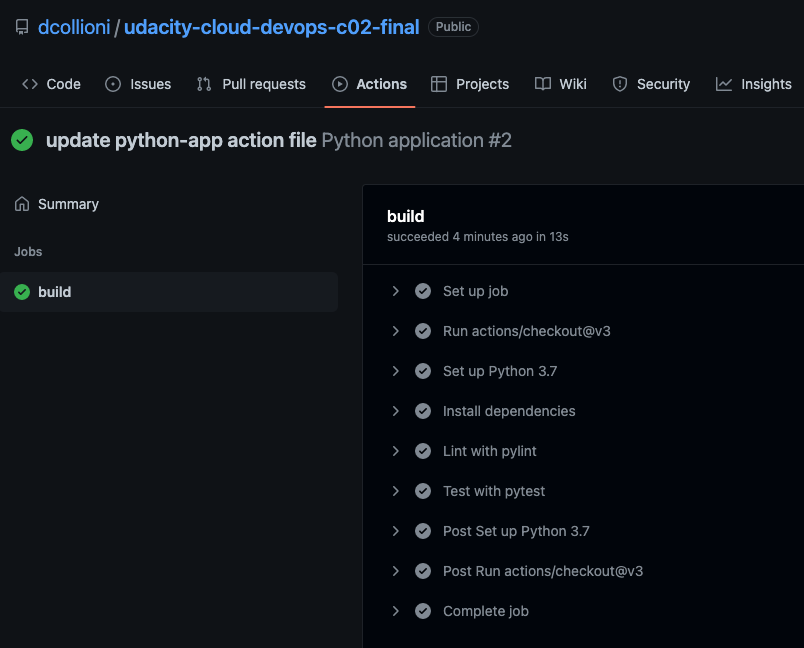 dcollioni / udacity-cloud-devops-c02-final Public
Code Issues Pull requests Actions Projects Wiki Security Insights
update python-app action file Python application #2
Summary
Jobs
build
build
succeeded 4 minutes ago in 13s
Set up job
Run actions/checkout@v3
Set up Python 3.7
Install dependencies
Lint with pylint
Test with pytest
Post Set up Python 3.7
Post Run actions/checkout@v3
Complete job